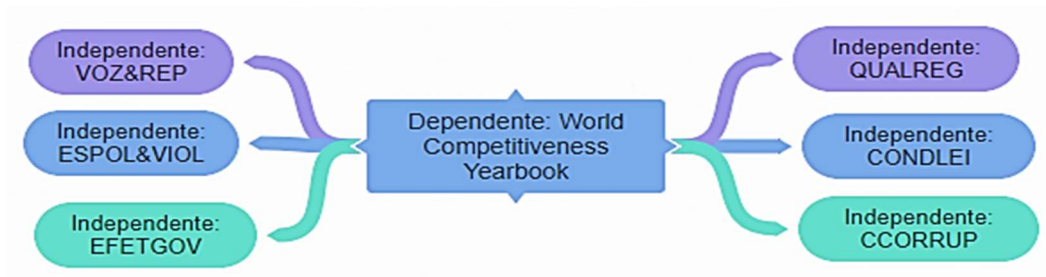 Independente:
VOZ&REP
Independente:
ESPOL&VIOL
Independente:
EFETGOV
Dependente: World
Competitiveness
Yearbook
Independente:
QUALREG
Independente:
CONDLEI
Independente:
CCORRUP